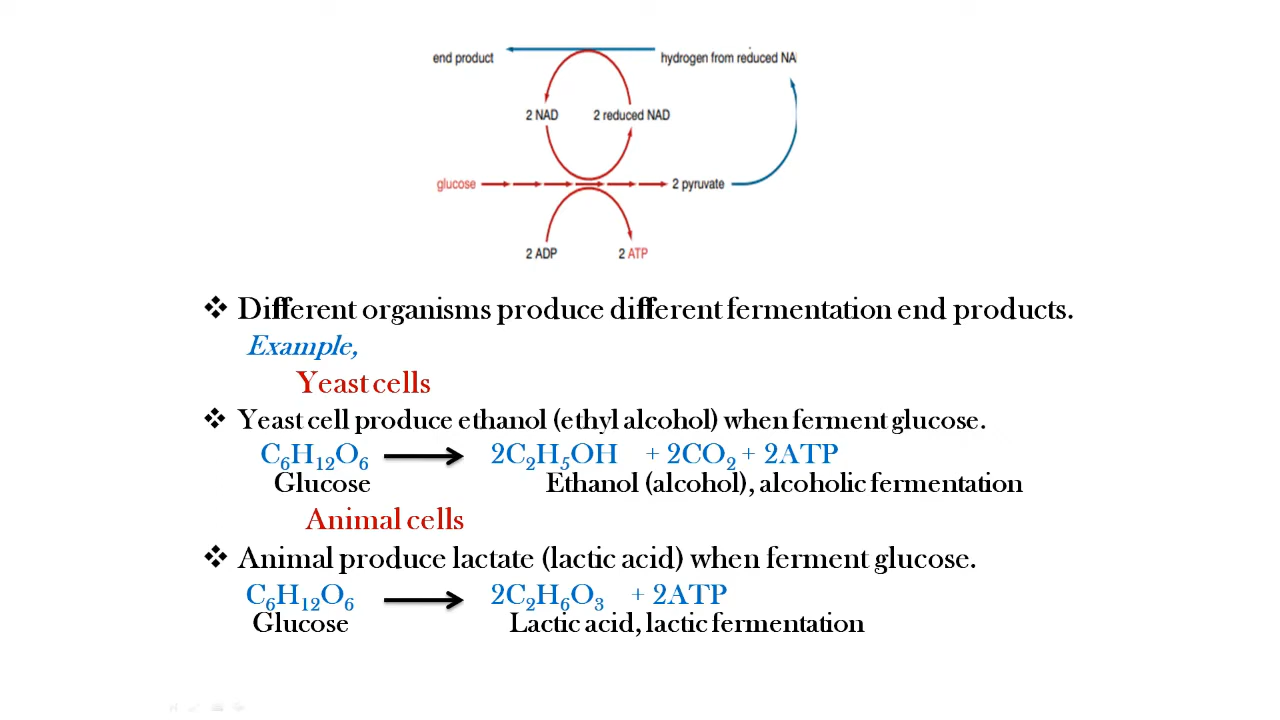 end product hydrogen from reduced NA
2 NAD 2 reduced NAD
glucose 2 pyruvate
2 ADP 2 ATP
❖ Different organisms produce different fermentation end products.
Example,
Yeast cells
❖ Yeast cell produce ethanol (ethyl alcohol) when ferment glucose.
C₆H₁₂O₆ ⟶ 2C₂H₅OH + 2CO₂ + 2ATP
Glucose Ethanol (alcohol), alcoholic fermentation
Animal cells
❖ Animal produce lactate (lactic acid) when ferment glucose.
C₆H₁₂O₆ ⟶ 2C₂H₆O₃ + 2ATP
Glucose Lactic acid, lactic fermentation